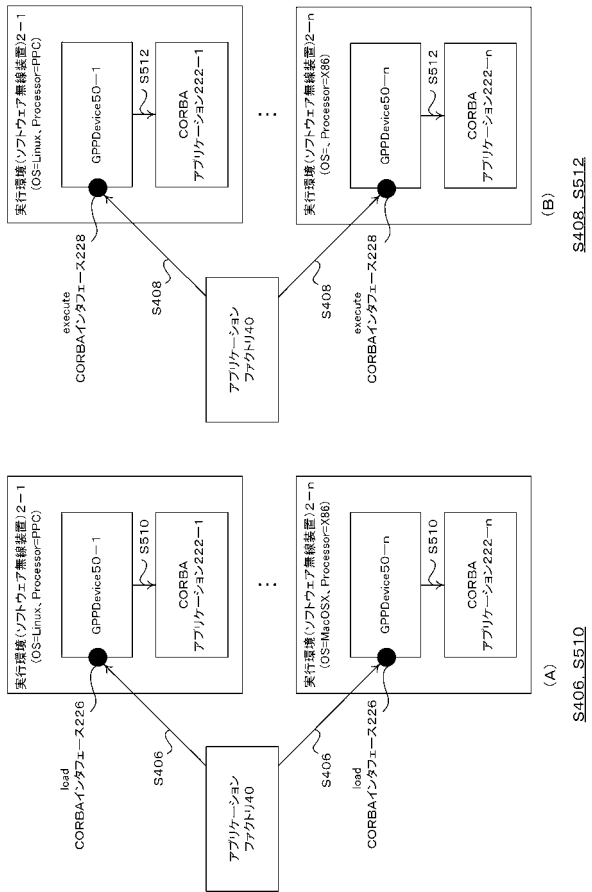 実行環境(ソフトウェア無線装置)2-1
(OS=Linux、Processor=PPC)
GPPDevice50-1
S510
CORBA
アプリケーション222-1
load
CORBAインタフェース226
S406
アプリケーション
ファクトリ40
…
S406
load
CORBAインタフェース226
実行環境(ソフトウェア無線装置)2-n
(OS=MacOSX、Processor=X86)
GPPDevice50-n
S510
CORBA
アプリケーション222-n
(A)
S406, S510
実行環境(ソフトウェア無線装置)2-1
(OS=Linux、Processor=PPC)
GPPDevice50-1
S512
CORBA
アプリケーション222-1
execute
CORBAインタフェース228
S408
アプリケーション
ファクトリ40
…
S408
execute
CORBAインタフェース228
実行環境(ソフトウェア無線装置)2-n
(OS=、Processor=X86)
GPPDevice50-n
S512
CORBA
アプリケーション222-n
(B)
S408, S512